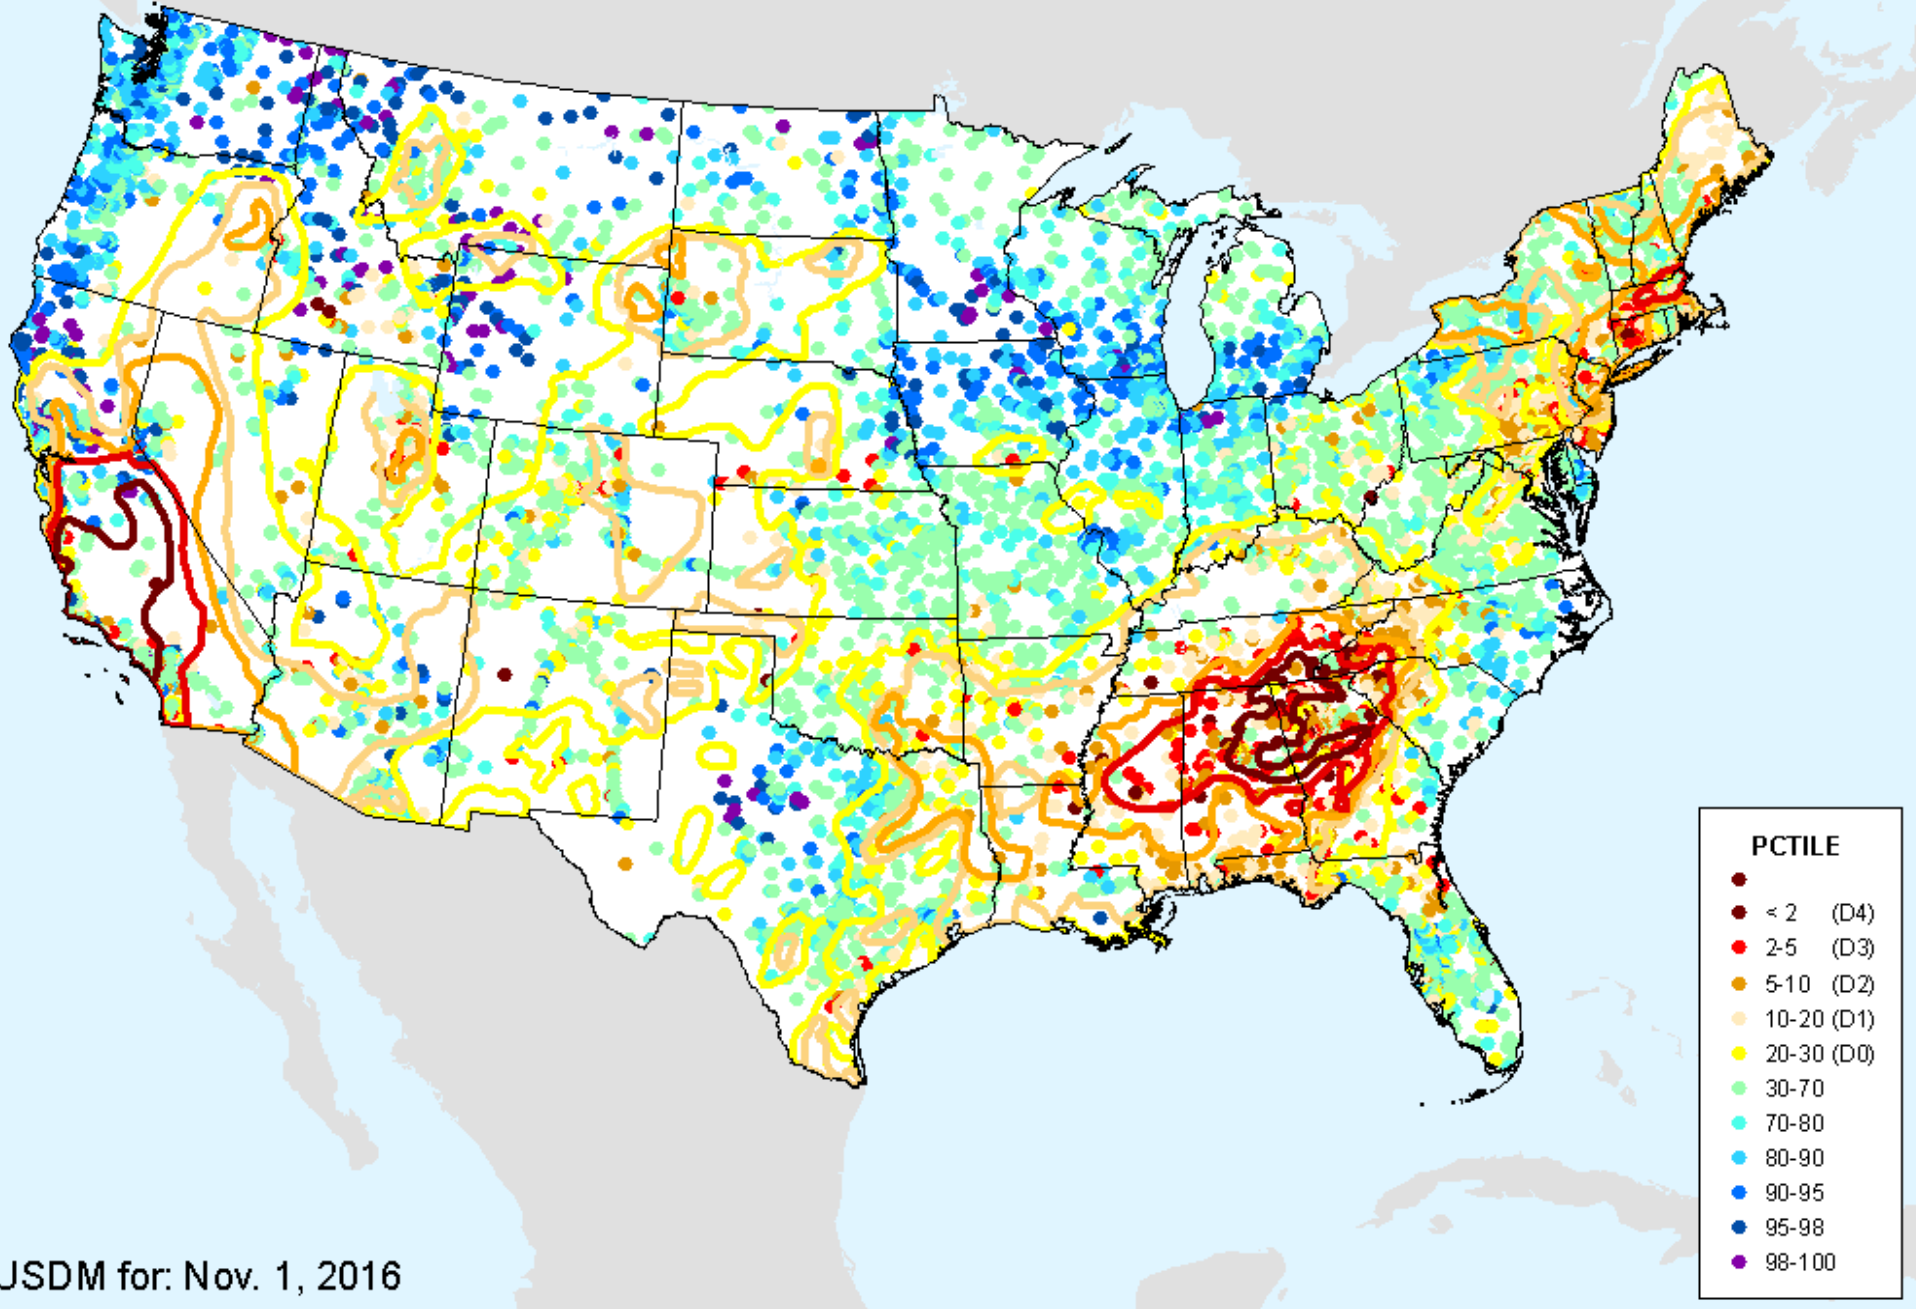 PCTILE
< 2 (D4)
2-5 (D3)
5-10 (D2)
10-20 (D1)
20-30 (D0)
30-70
70-80
80-90
90-95
95-98
98-100
USDM for: Nov. 1, 2016